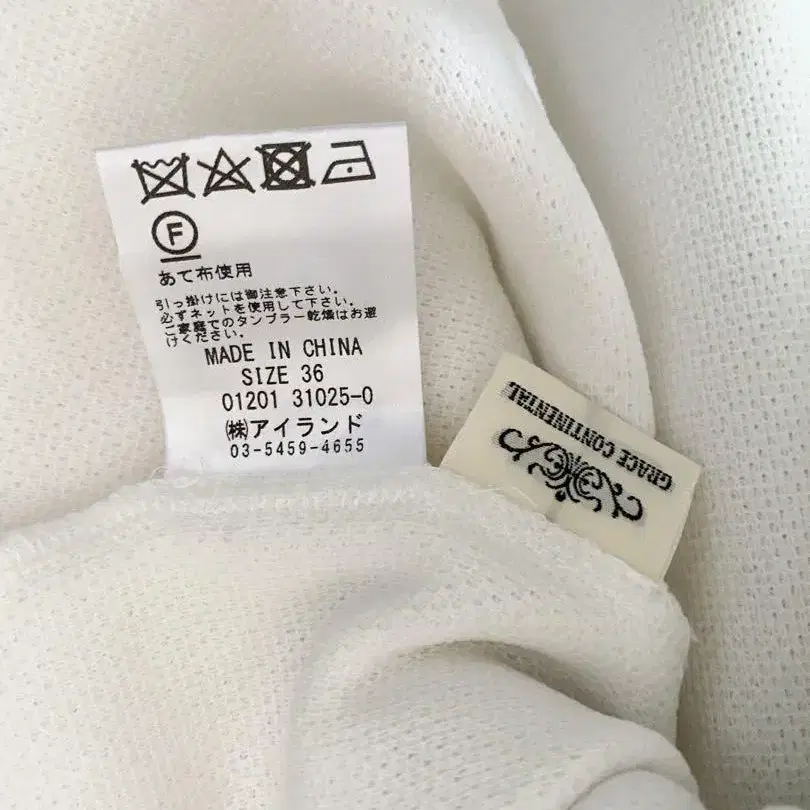 F
あて布使用
引っ掛けには御注意下さい。
必ずネットを使用して下さい。
ご家庭でのタンブラー乾燥はお避
けください。
MADE IN CHINA
SIZE 36
01201 31025-0
㈱アイランド
03-5459-4655
GRACE CONTINENTAL